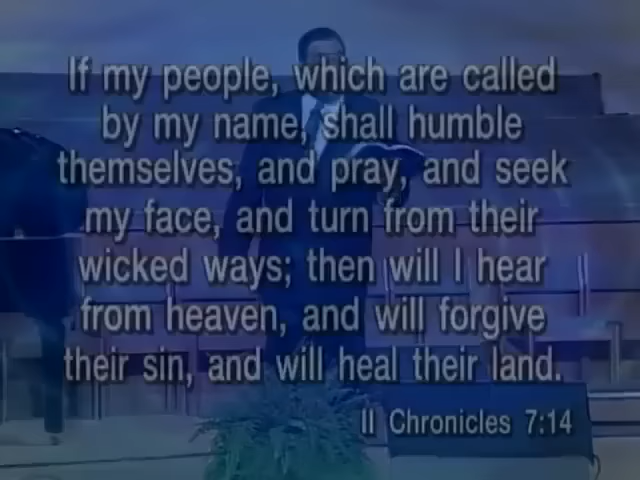 If my people, which are called
by my name, shall humble
themselves, and pray, and seek
my face, and turn from their
wicked ways; then will I hear
from heaven, and will forgive
their sin, and will heal their land.
II Chronicles 7:14